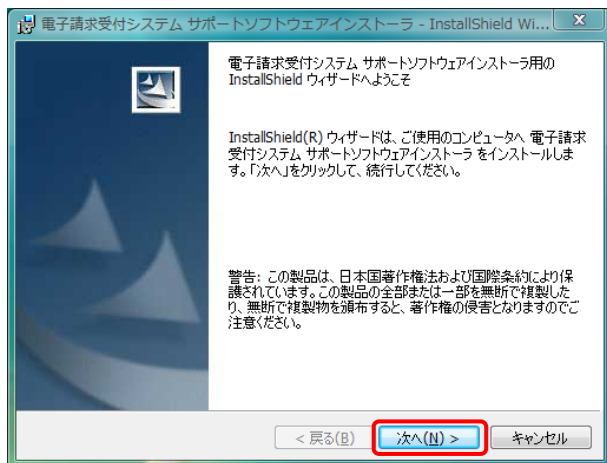 電子請求受付システム サポートソフトウェアインストーラ - InstallShield Wi...
電子請求受付システム サポートソフトウェアインストーラ用の
InstallShield ウィザードへようこそ
InstallShield(R) ウィザードは、ご使用のコンピュータへ 電子請求
受付システム サポートソフトウェアインストーラ をインストールしま
す。「次へ」をクリックして、続行してください。
警告: この製品は、日本国著作権法および国際条約により保
護されています。この製品の全部または一部を無断で複製した
り、無断で複製物を頒布すると、著作権の侵害となりますのでご
注意ください。
< 戻る(B) 次へ(N) > キャンセル